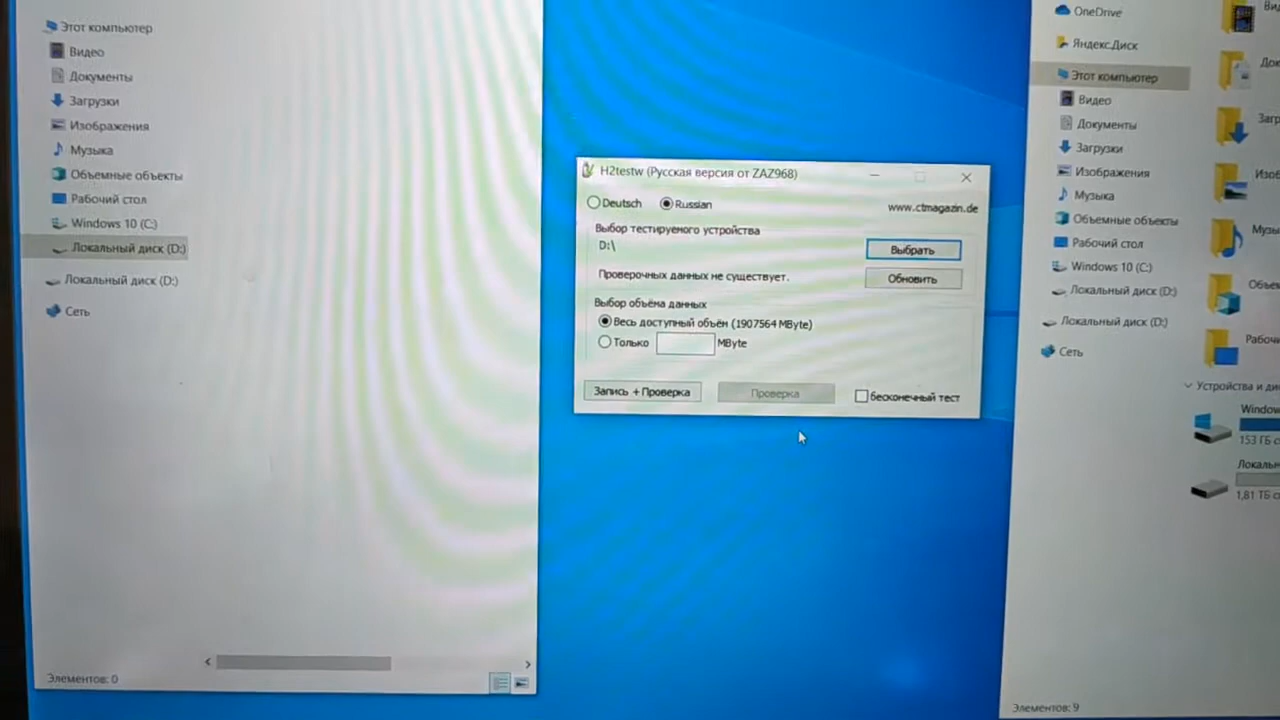 Этот компьютер
Видео
Документы
Загрузки
Изображения
Музыка
Объемные объекты
Рабочий стол
Windows 10 (C:)
Локальный диск (D:)
Локальный диск (D:)
Сеть
Элементов: 0
H2testw (Русская версия от ZAZ968)
Deutsch Russian
www.ctmagazin.de
Выбор тестируемого устройства
D:\
Выбрать
Проверочных данных не существует.
Обновить
Выбор объёма данных
Весь доступный объём (1907564 MByte)
Только MByte
Запись + Проверка Проверка бесконечный тест
OneDrive
Яндекс.Диск
Этот компьютер
Видео
Документы
Загрузки
Изображения
Музыка
Объемные объекты
Рабочий стол
Windows 10 (C:)
Локальный диск (D:)
Локальный диск (D:)
Сеть
Элементов: 9
Устройства и ди
Window
153 ГБ с
Локальн
1,81 ТБ с